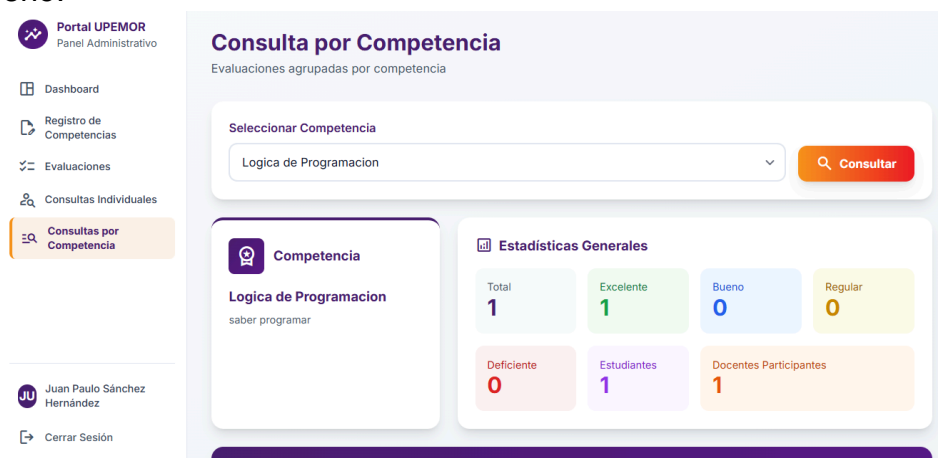 Portal UPEMOR
Panel Administrativo
Dashboard
Registro de
Competencias
Evaluaciones
Consultas Individuales
Consultas por
Competencia
Juan Paulo Sánchez
Hernández
JU
Cerrar Sesión
Consulta por Competencia
Evaluaciones agrupadas por competencia
Seleccionar Competencia
Logica de Programacion
Consultar
Competencia
Logica de Programacion
saber programar
Estadísticas Generales
Total
1
Excelente
1
Bueno
0
Regular
0
Deficiente
0
Estudiantes
1
Docentes Participantes
1